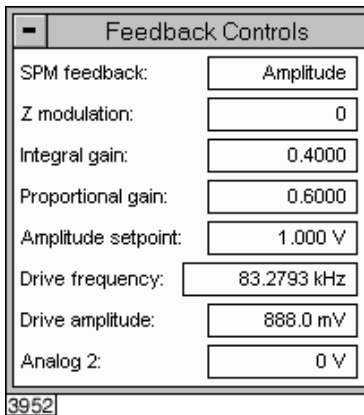 Feedback Controls
SPM feedback: Amplitude
Z modulation: 0
Integral gain: 0.4000
Proportional gain: 0.6000
Amplitude setpoint: 1.000 V
Drive frequency: 83.2793 kHz
Drive amplitude: 888.0 mV
Analog 2: 0 V
3952